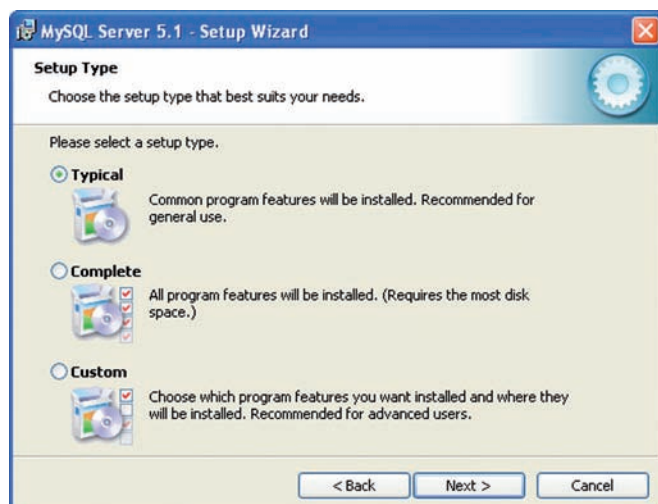 MySQL Server 5.1 - Setup Wizard
Setup Type
Choose the setup type that best suits your needs.
Please select a setup type.
Typical
Common program features will be installed. Recommended for
general use.
Complete
All program features will be installed. (Requires the most disk
space.)
Custom
Choose which program features you want installed and where they
will be installed. Recommended for advanced users.
< Back
Next >
Cancel